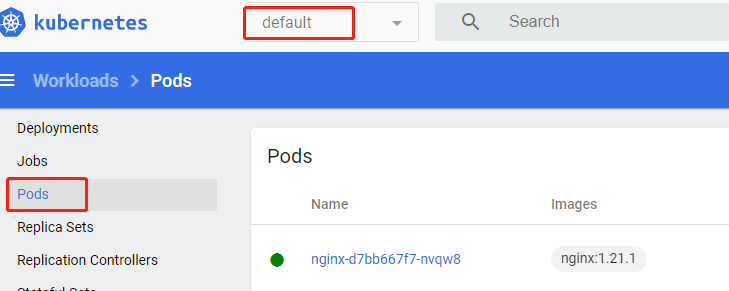 kubernetes
default
Search
Workloads
Pods
Deployments
Jobs
Pods
Replica Sets
Replication Controllers
Pods
Name Images
nginx-d7bb667f7-nvqw8 nginx:1.21.1